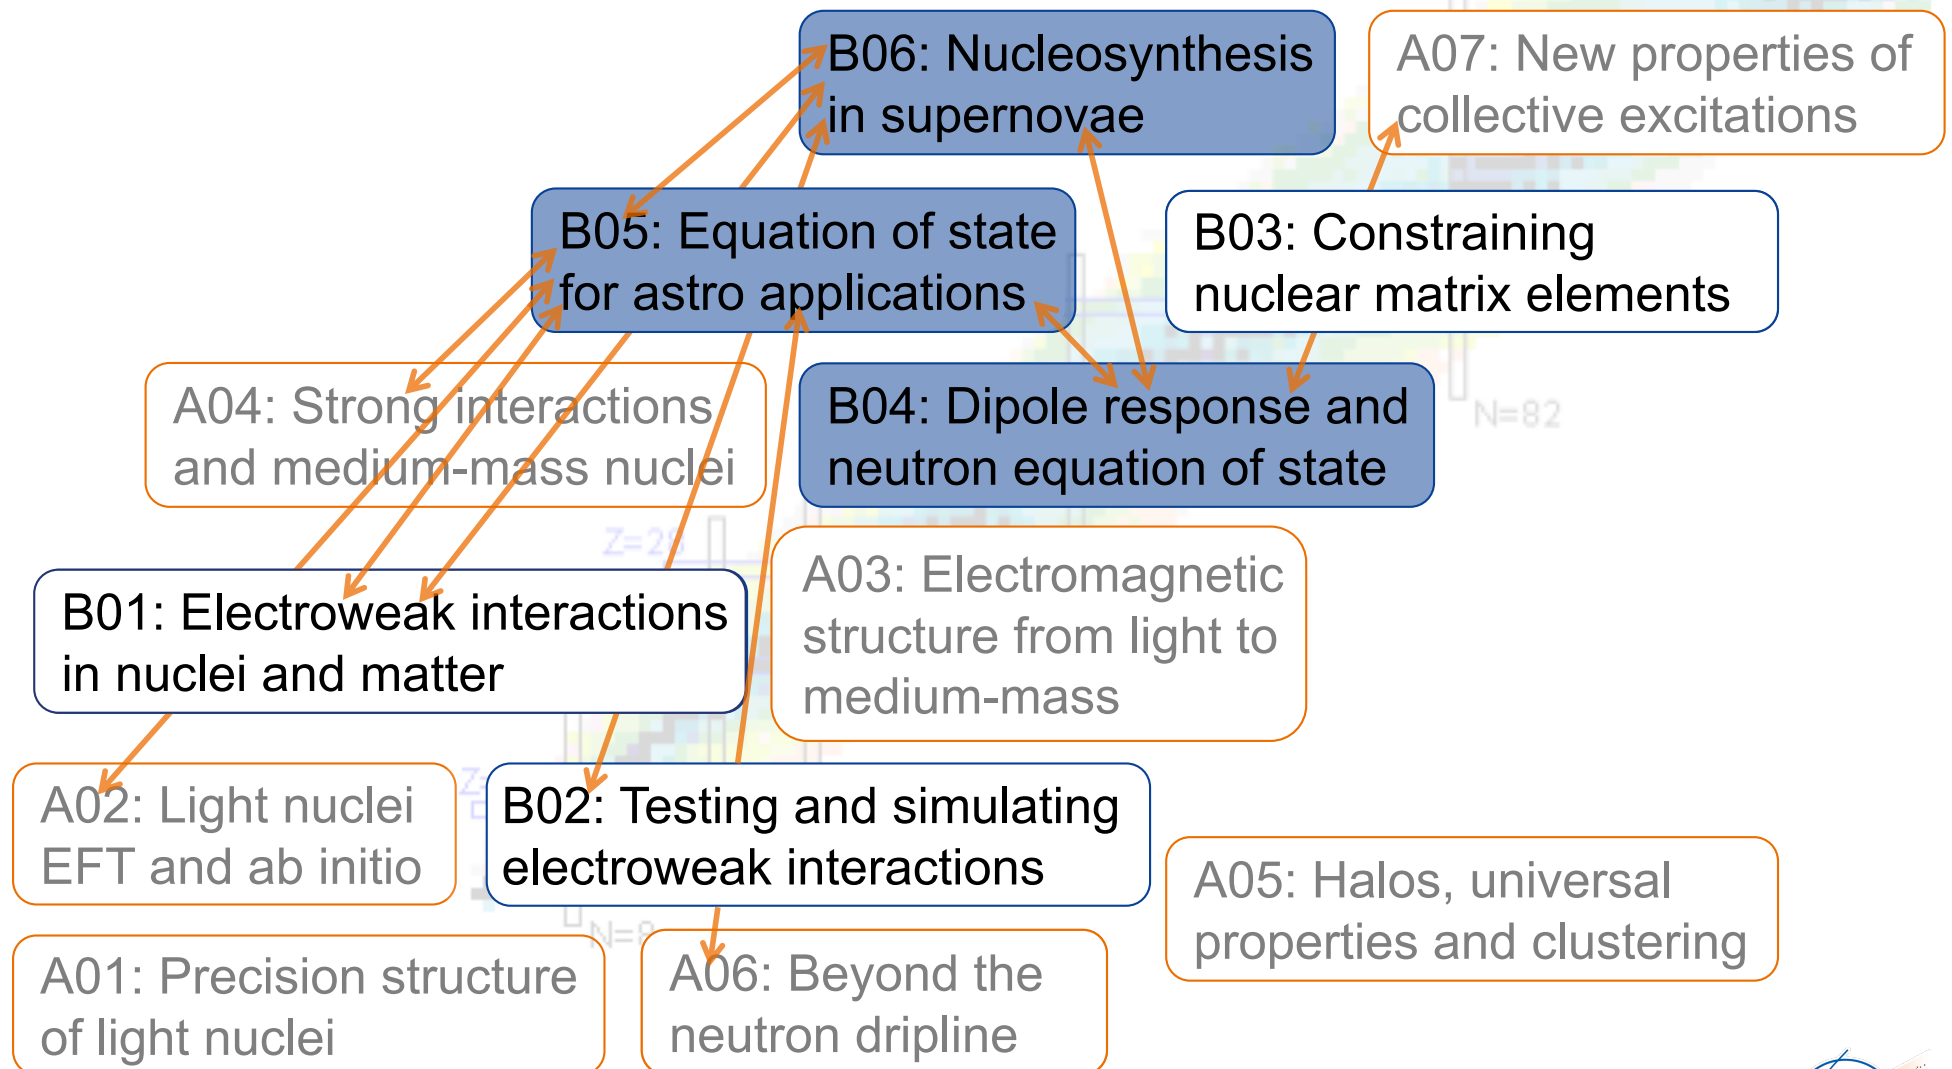 B06: Nucleosynthesis
in supernovae
A07: New properties of
collective excitations
B05: Equation of state
for astro applications
B03: Constraining
nuclear matrix elements
A04: Strong interactions
and medium-mass nuclei
B04: Dipole response and
neutron equation of state
N=82
Z=28
B01: Electroweak interactions
in nuclei and matter
A03: Electromagnetic
structure from light to
medium-mass
A02: Light nuclei
EFT and ab initio
B02: Testing and simulating
electroweak interactions
A05: Halos, universal
properties and clustering
N=8
A01: Precision structure
of light nuclei
A06: Beyond the
neutron dripline